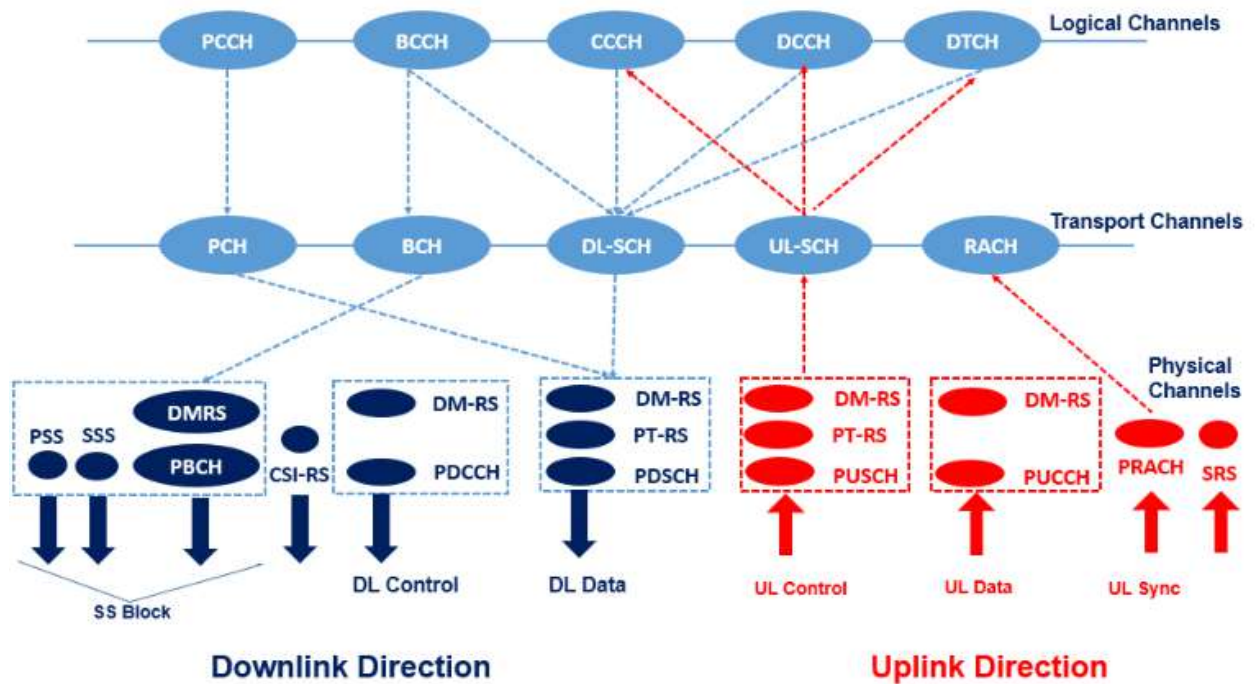 PCCH BCCH CCCH DCCH DTCH Logical Channels
PCH BCH DL-SCH UL-SCH RACH Transport Channels
Physical
Channels
PSS SSS DMRS
PBCH
CSI-RS
DM-RS
PDCCH
DM-RS
PT-RS
PDSCH
DM-RS
PT-RS
PUSCH
DM-RS
PUCCH
PRACH SRS
SS Block
DL Control DL Data UL Control UL Data UL Sync
Downlink Direction Uplink Direction